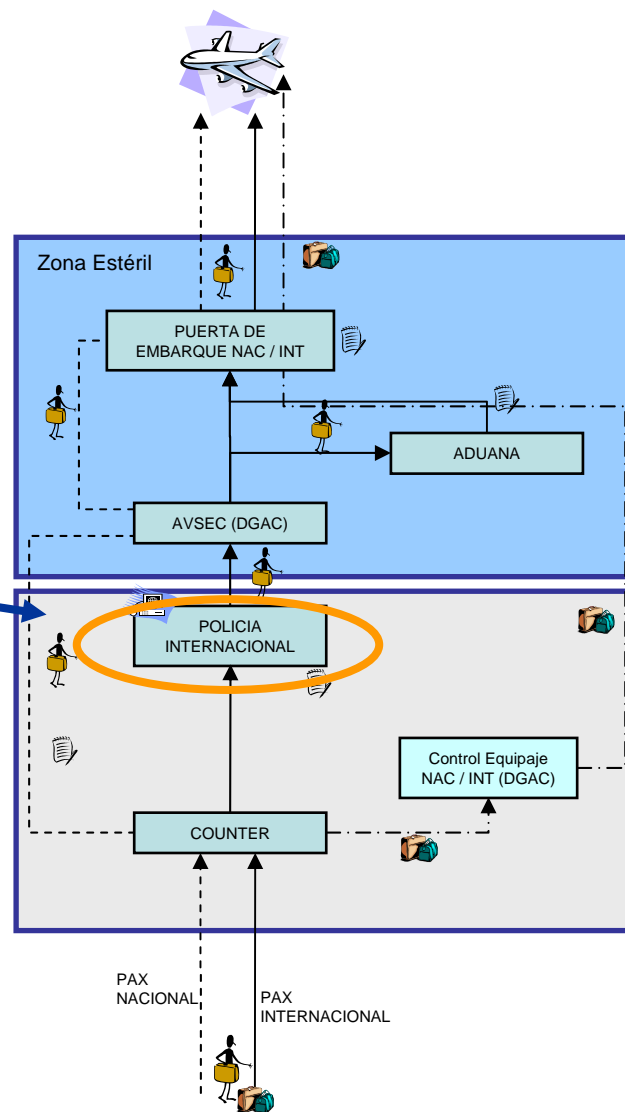 Zona Estéril
PUERTA DE
EMBARQUE NAC / INT
ADUANA
AVSEC (DGAC)
POLICIA
INTERNACIONAL
Control Equipaje
NAC / INT (DGAC)
COUNTER
PAX
NACIONAL
PAX
INTERNACIONAL